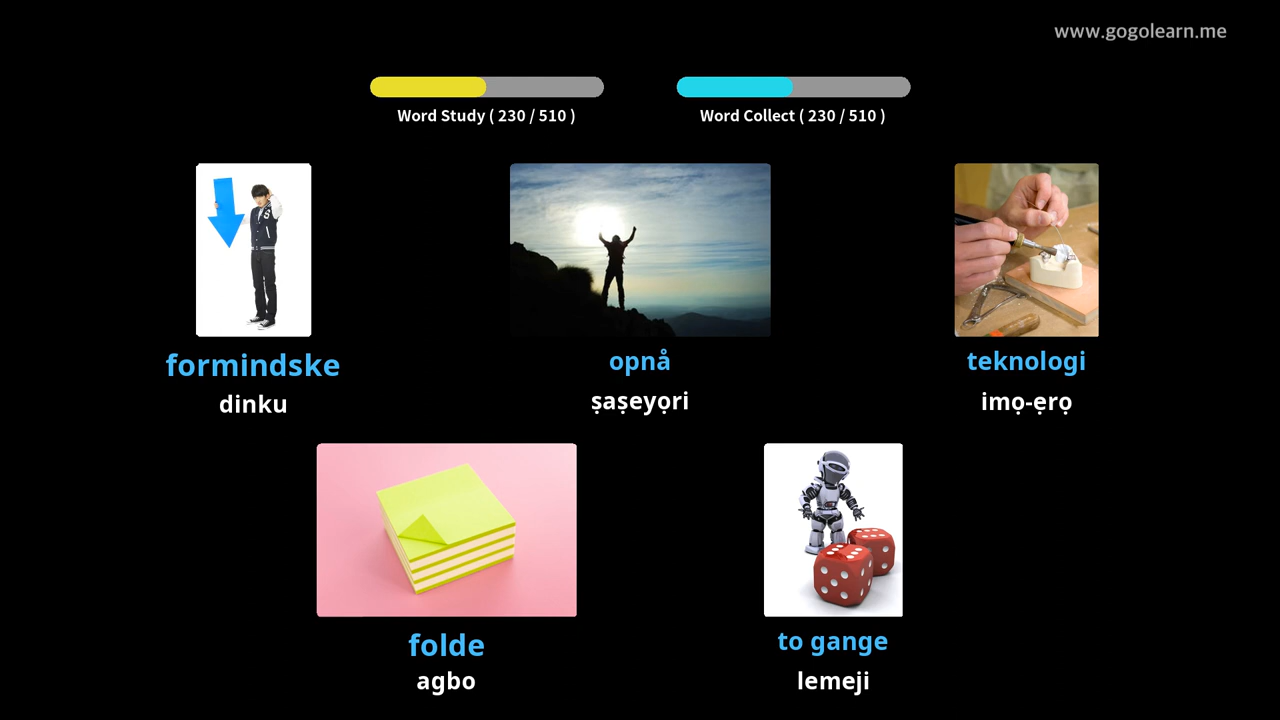 www.gogolearn.me
Word Study ( 230 / 510 )
Word Collect ( 230 / 510 )
formindske
dinku
opnå
ṣaṣeyọri
teknologi
imọ-ẹrọ
folde
agbo
to gange
lemeji